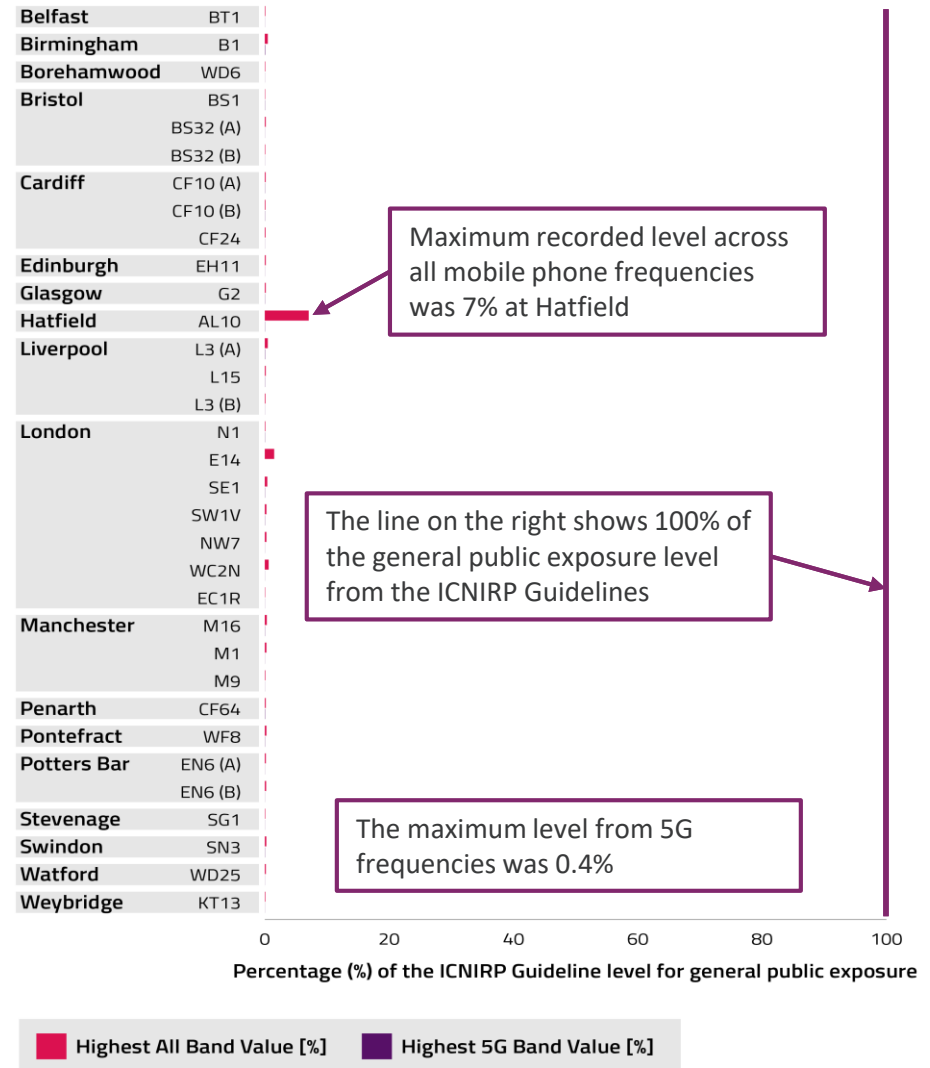 Belfast BT1
Birmingham B1
Borehamwood WD6
Bristol BS1
BS32 (A)
BS32 (B)
Cardiff CF10 (A)
CF10 (B)
CF24
Edinburgh EH11
Glasgow G2
Hatfield AL10
Liverpool L3 (A)
L15
L3 (B)
London N1
E14
SE1
SW1V
NW7
WC2N
EC1R
Manchester M16
M1
M9
Penarth CF64
Pontefract WF8
Potters Bar EN6 (A)
EN6 (B)
Stevenage SG1
Swindon SN3
Watford WD25
Weybridge KT13
Maximum recorded level across
all mobile phone frequencies
was 7% at Hatfield
The line on the right shows 100% of
the general public exposure level
from the ICNIRP Guidelines
The maximum level from 5G
frequencies was 0.4%
0 20 40 60 80 100
Percentage (%) of the ICNIRP Guideline level for general public exposure
Highest All Band Value [%] Highest 5G Band Value [%]